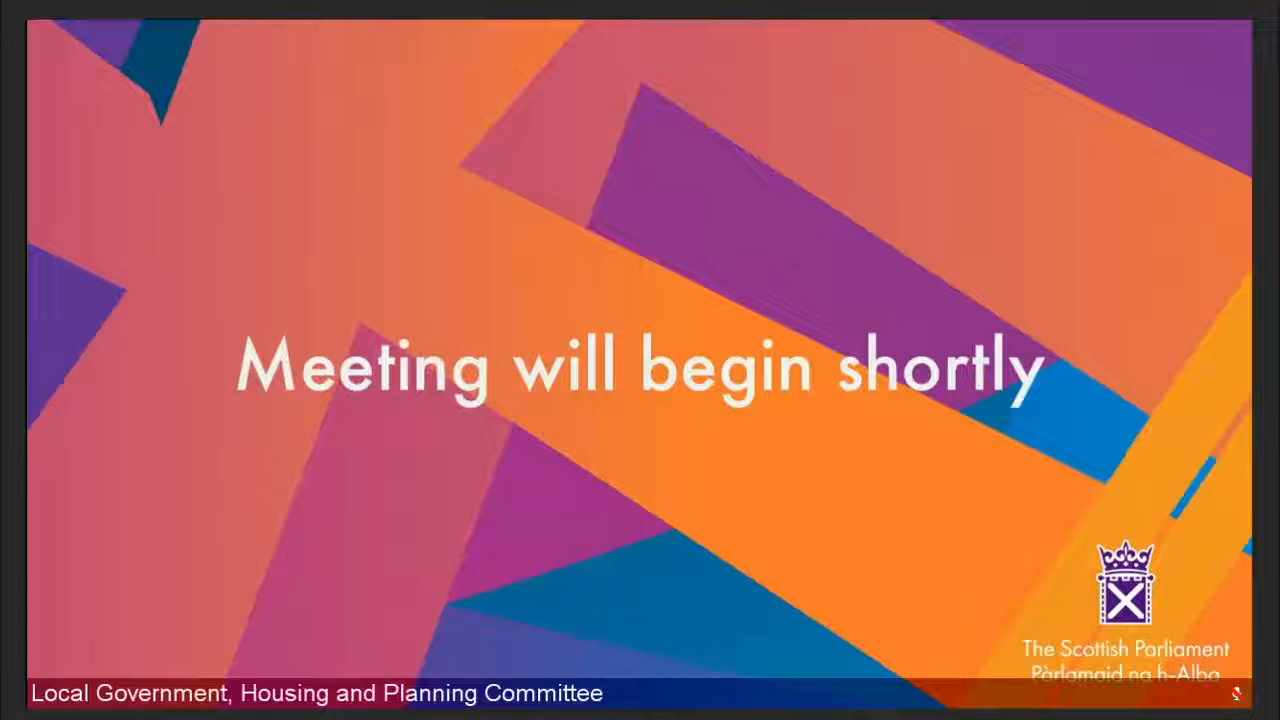 Meeting will begin shortly
The Scottish Parliament
Pàrlamaid na h-Alba
Local Government, Housing and Planning Committee